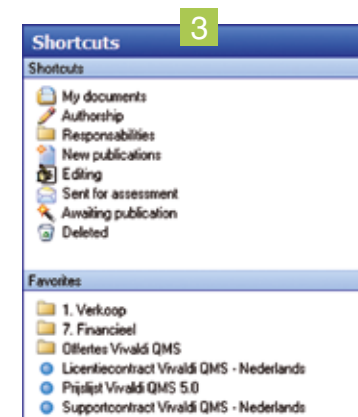 3
Shortcuts
Shortcuts
My documents
Authorship
Responsabilities
New publications
Editing
Sent for assessment
Awaiting publication
Deleted
Favorites
1. Verkoop
7. Financieel
Offertes Vivaldi QMS
Licentiecontract Vivaldi QMS - Nederlands
Prijslijst Vivaldi QMS 5.0
Supportcontract Vivaldi QMS - Nederlands